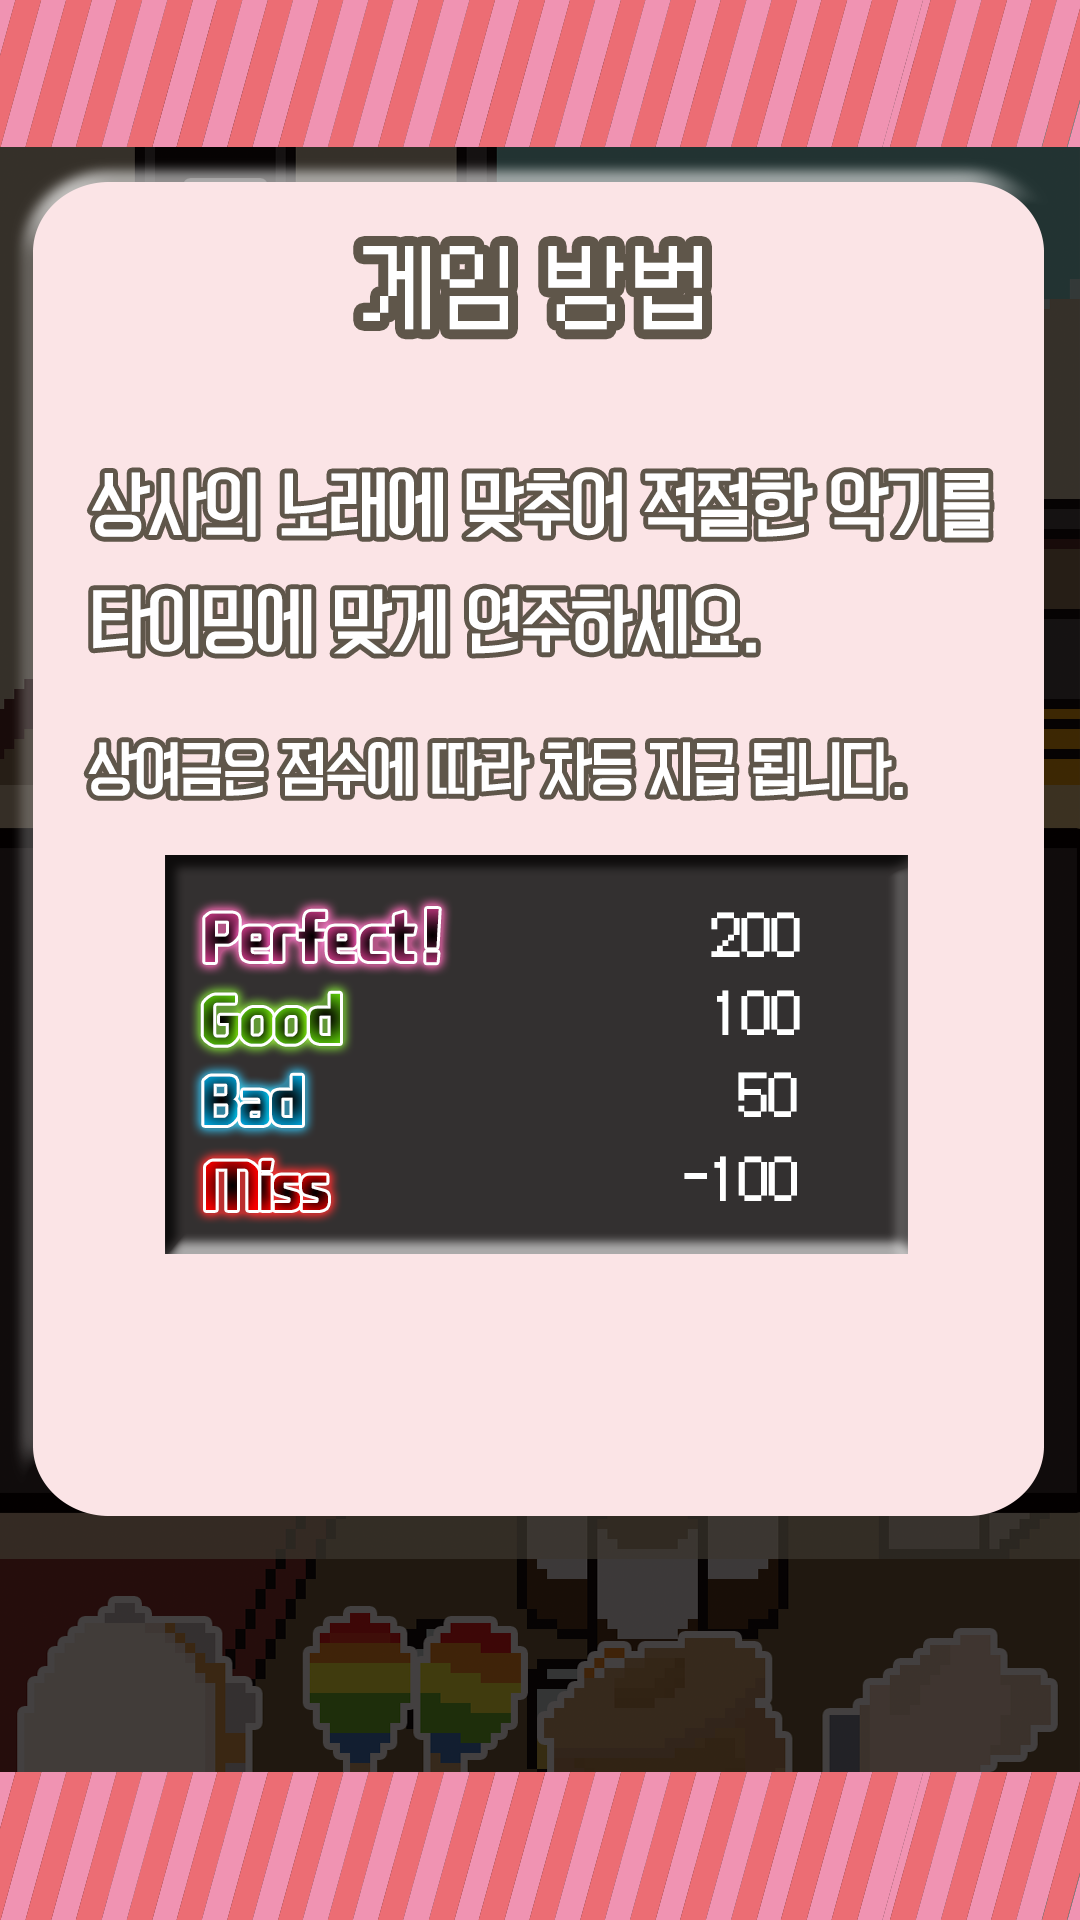 게임 방법
상사의 노래에 맞추어 적절한 악기를
타이밍에 맞게 연주하세요.
상여금은 점수에 따라 차등 지급 됩니다.
Perfect! 200
Good 100
Bad 50
Miss -100